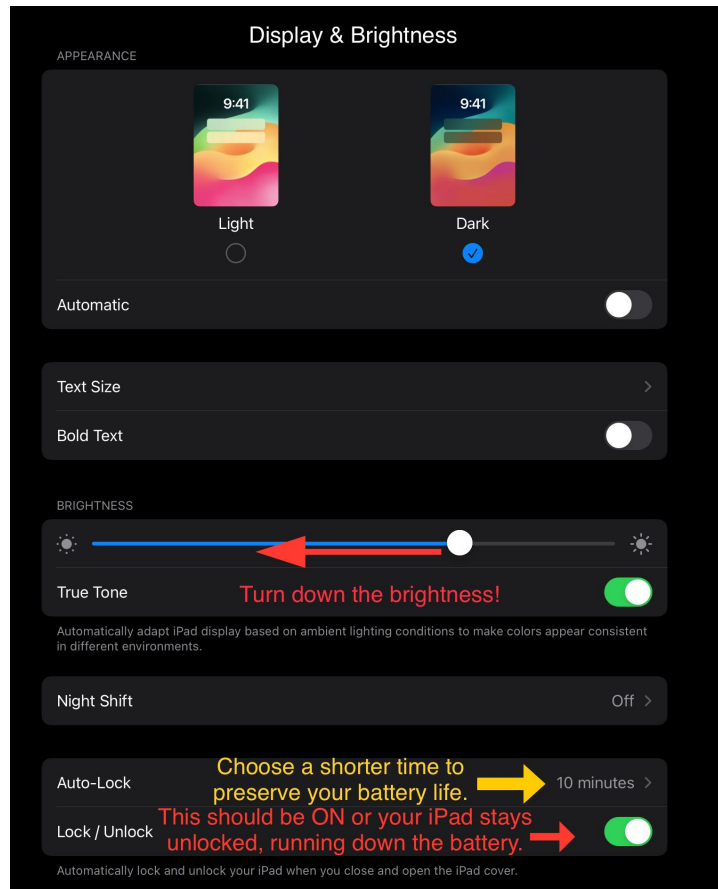 Display & Brightness
APPEARANCE
9:41
9:41
Light
Dark
Automatic
Text Size
Bold Text
BRIGHTNESS
True Tone
Turn down the brightness!
Automatically adapt iPad display based on ambient lighting conditions to make colors appear consistent
in different environments.
Night Shift
Off
Auto-Lock
Choose a shorter time to
preserve your battery life.
10 minutes
Lock / Unlock
This should be ON or your iPad stays
unlocked, running down the battery.
Automatically lock and unlock your iPad when you close and open the iPad cover.